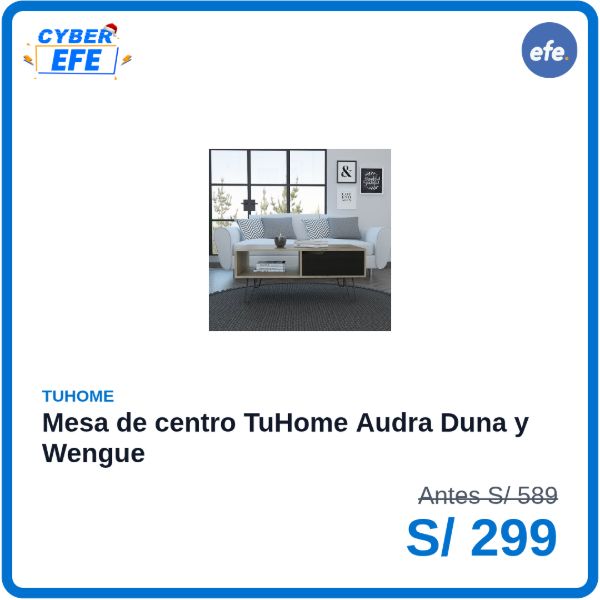 CYBER
EFE
efe.
&
TUHOME
Mesa de centro TuHome Audra Duna y
Wengue
Antes S/ 589
S/ 299